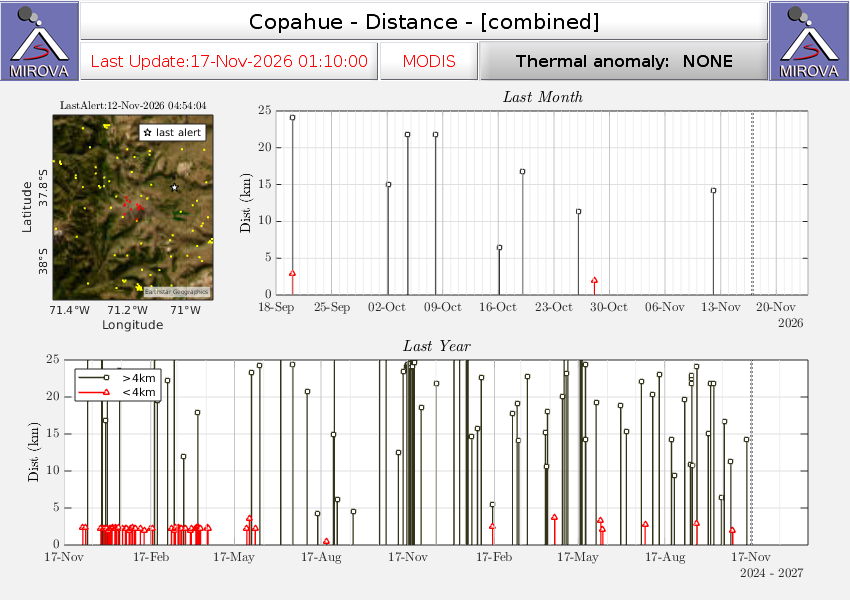 Copahue - Distance - [combined]
MIROVA
Last Update:17-Nov-2026 01:10:00
MODIS
Thermal anomaly: NONE
MIROVA
LastAlert:12-Nov-2026 04:54:04
last alert
Latitude
37.8°S
38°S
Earthstar Geographics
71.4°W
71.2°W
71°W
Longitude
Last Month
Dist (km)
25
20
15
10
5
0
18-Sep
25-Sep
02-Oct
09-Oct
16-Oct
23-Oct
30-Oct
06-Nov
13-Nov
20-Nov
2026
Last Year
>4km
<4km
Dist (km)
25
20
15
10
5
0
17-Nov
17-Feb
17-May
17-Aug
17-Nov
17-Feb
17-May
17-Aug
17-Nov
2024 - 2027